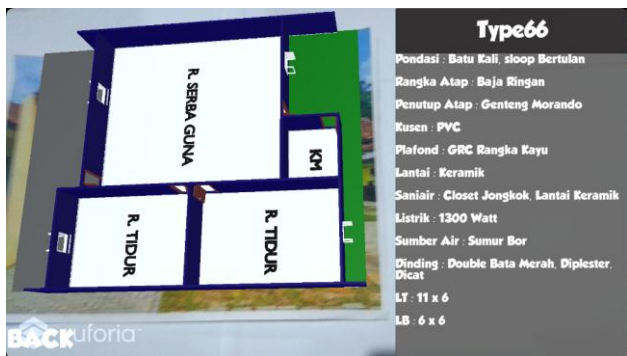 Type66
Pondasi : Batu Kali, sloop Bertulan
Rangka Atap : Baja Ringan
Penutup Atap : Genteng Morando
Kusen : PVC
Plafond : GRC Rangka Kayu
Lantai : Keramik
Saniair : Closet Jongkok, Lantai Keramik
Listrik : 1300 Watt
Sumber Air : Sumur Bor
Dinding : Double Bata Merah, Diplester,
Dicat
LT : 11 x 6
LB : 6 x 6
R. SERBA GUNA
KM
R. TIDUR
R. TIDUR
BACK
uforia